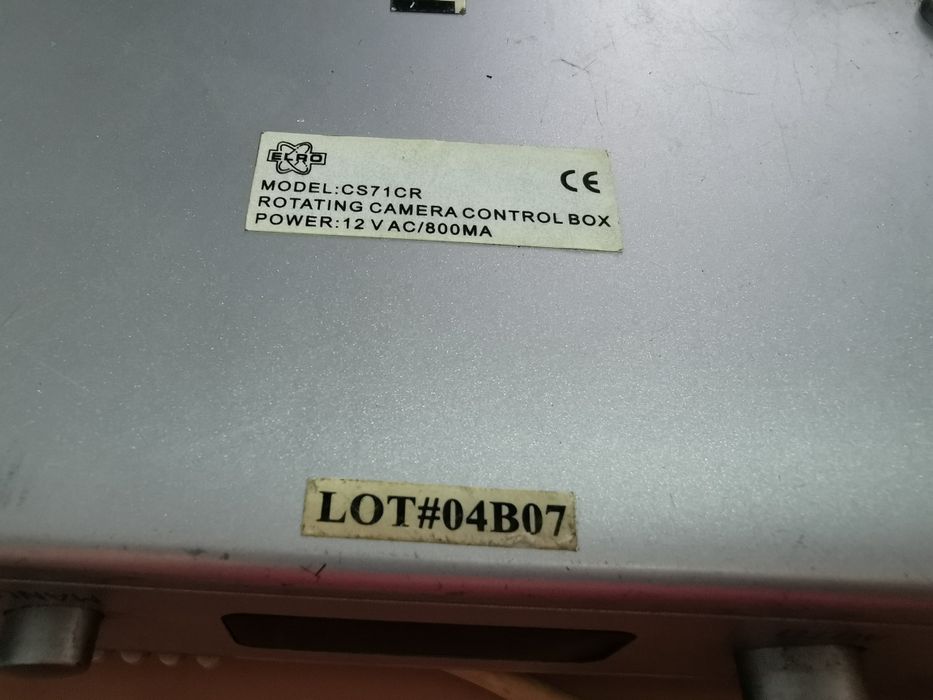 ELRO
CE
MODEL:CS71CR
ROTATING CAMERA CONTROL BOX
POWER:12 V AC/800MA
LOT#04B07